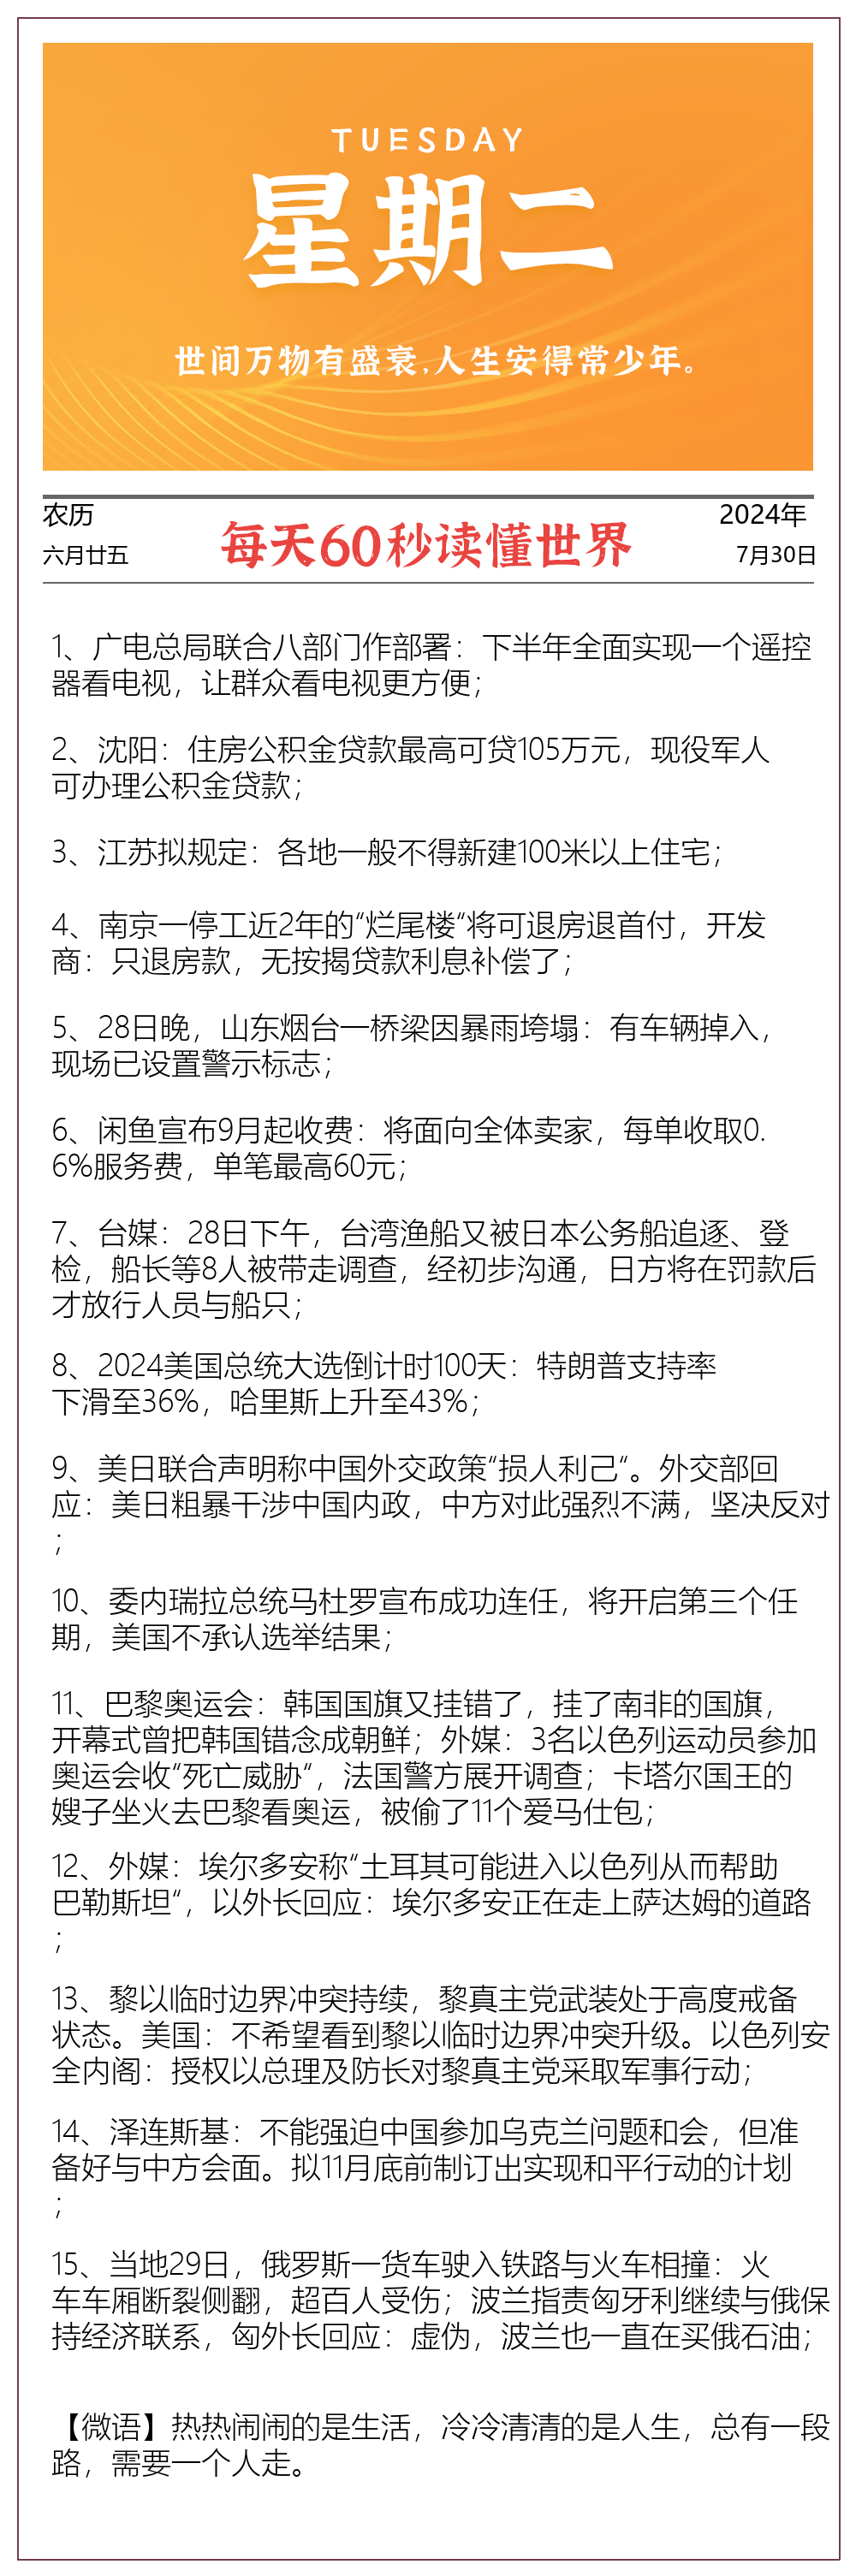 TUESDAY
星期二
世间万物有盛衰,人生安得常少年。
农历
六月廿五
每天60秒读懂世界
2024年
7月30日
1、广电总局联合八部门作部署：下半年全面实现一个遥控
器看电视，让群众看电视更方便；
2、沈阳：住房公积金贷款最高可贷105万元，现役军人
可办理公积金贷款；
3、江苏拟规定：各地一般不得新建100米以上住宅；
4、南京一停工近2年的“烂尾楼“将可退房退首付，开发
商：只退房款，无按揭贷款利息补偿了；
5、28日晚，山东烟台一桥梁因暴雨垮塌：有车辆掉入，
现场已设置警示标志；
6、闲鱼宣布9月起收费：将面向全体卖家，每单收取0.
6%服务费，单笔最高60元；
7、台媒：28日下午，台湾渔船又被日本公务船追逐、登
检，船长等8人被带走调查，经初步沟通，日方将在罚款后
才放行人员与船只；
8、2024美国总统大选倒计时100天：特朗普支持率
下滑至36%，哈里斯上升至43%；
9、美日联合声明称中国外交政策“损人利己“。外交部回
应：美日粗暴干涉中国内政，中方对此强烈不满，坚决反对
；
10、委内瑞拉总统马杜罗宣布成功连任，将开启第三个任
期，美国不承认选举结果；
11、巴黎奥运会：韩国国旗又挂错了，挂了南非的国旗，
开幕式曾把韩国错念成朝鲜；外媒：3名以色列运动员参加
奥运会收“死亡威胁“，法国警方展开调查；卡塔尔国王的
嫂子坐火去巴黎看奥运，被偷了11个爱马仕包；
12、外媒：埃尔多安称“土耳其可能进入以色列从而帮助
巴勒斯坦“，以外长回应：埃尔多安正在走上萨达姆的道路
；
13、黎以临时边界冲突持续，黎真主党武装处于高度戒备
状态。美国：不希望看到黎以临时边界冲突升级。以色列安
全内阁：授权以总理及防长对黎真主党采取军事行动；
14、泽连斯基：不能强迫中国参加乌克兰问题和会，但准
备好与中方会面。拟11月底前制订出实现和平行动的计划
；
15、当地29日，俄罗斯一货车驶入铁路与火车相撞：火
车车厢断裂侧翻，超百人受伤；波兰指责匈牙利继续与俄保
持经济联系，匈外长回应：虚伪，波兰也一直在买俄石油；
【微语】热热闹闹的是生活，冷冷清清的是人生，总有一段
路，需要一个人走。